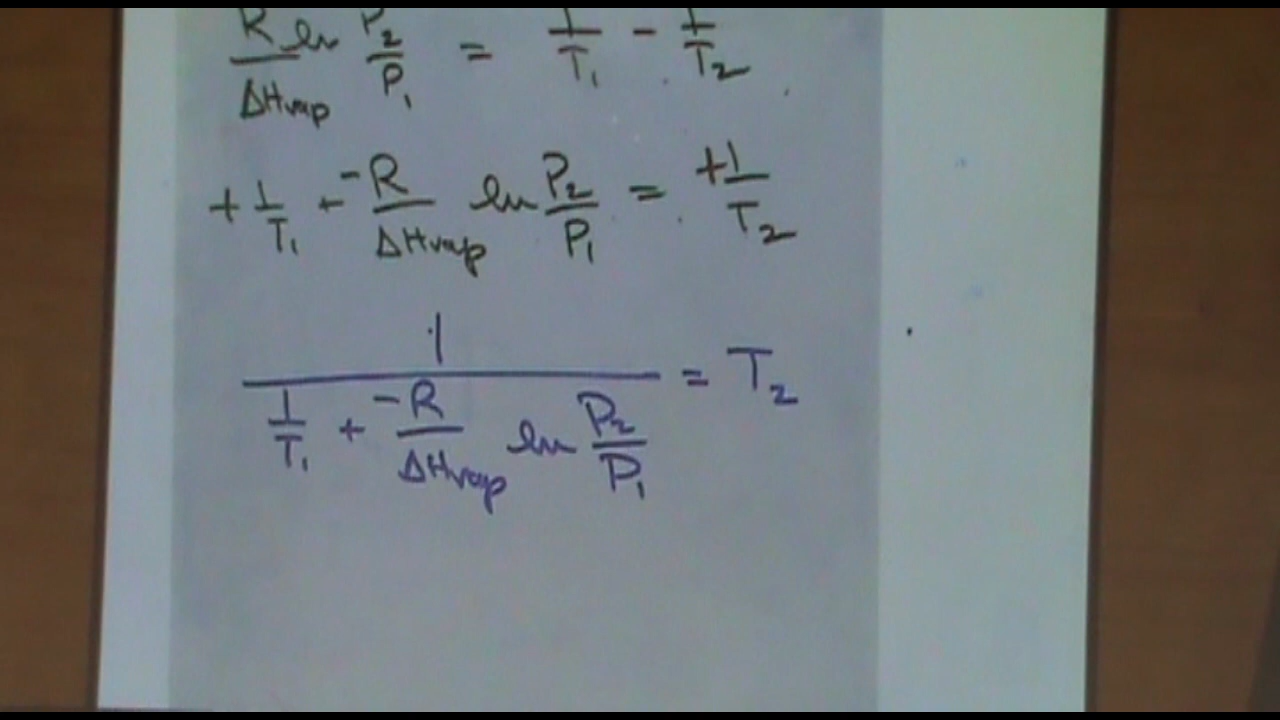 R/ΔHvap ln P₂/P₁ = 1/T₁ - 1/T₂
+ 1/T₁ + -R/ΔHvap ln P₂/P₁ = +1/T₂
1/(1/T₁ + -R/ΔHvap ln P₂/P₁) = T₂